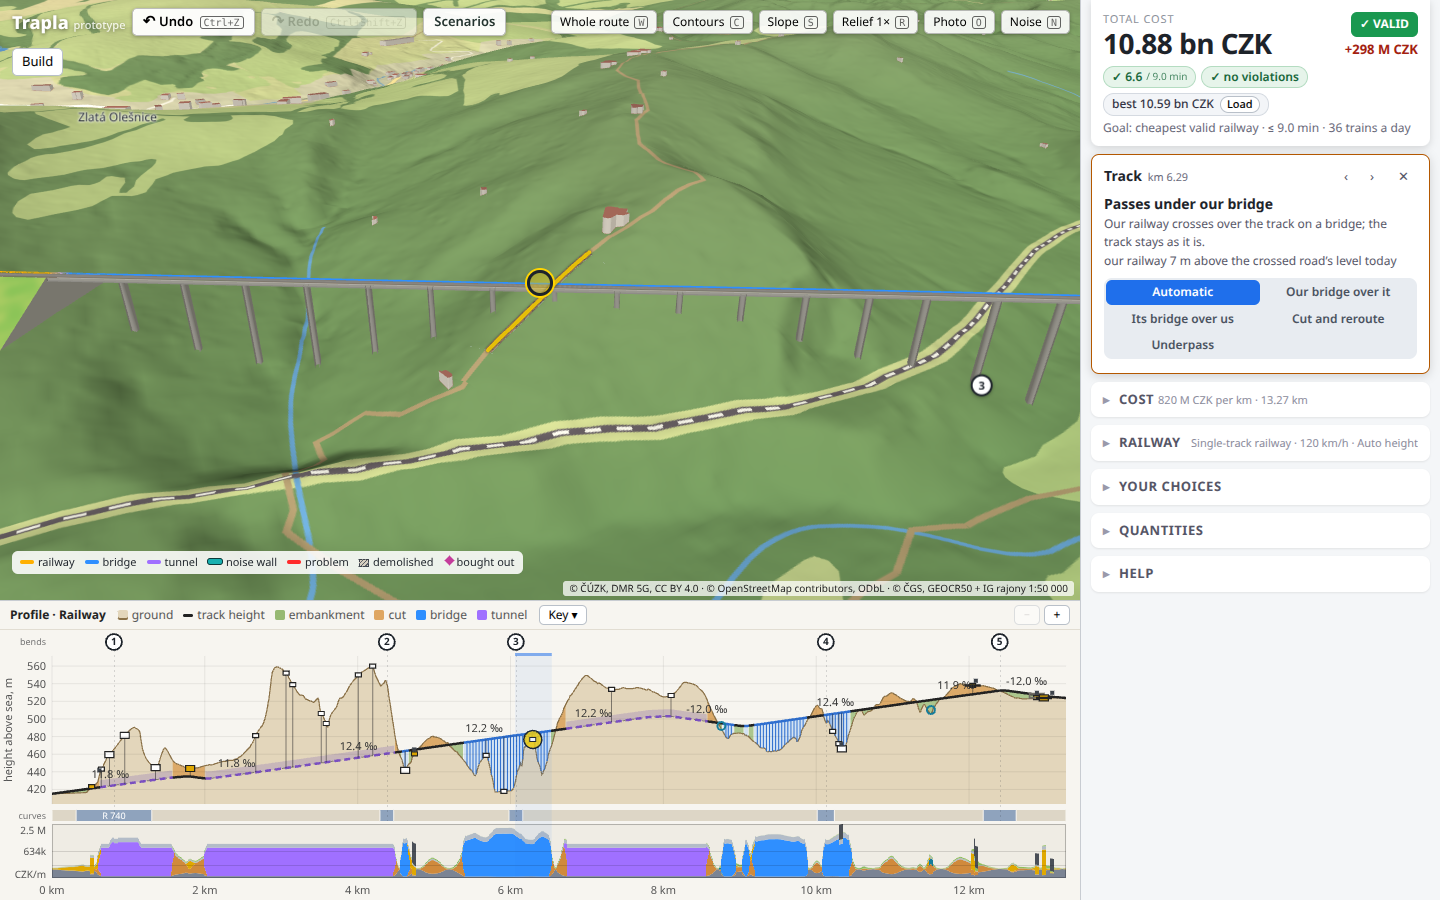 Trapla prototype
↶ Undo Ctrl+Z
↷ Redo Ctrl+Shift+Z
Scenarios
Whole route W
Contours C
Slope S
Relief 1× R
Photo O
Noise N
Build
Zlatá Olešnice
3
railway
bridge
tunnel
noise wall
problem
demolished
bought out
© ČÚZK, DMR 5G, CC BY 4.0 · © OpenStreetMap contributors, ODbL · © ČGS, GEOCR50 + IG rajony 1:50 000
TOTAL COST
✓ VALID
10.88 bn CZK
+298 M CZK
✓ 6.6 / 9.0 min
✓ no violations
best 10.59 bn CZK Load
Goal: cheapest valid railway · ≤ 9.0 min · 36 trains a day
Track km 6.29
Passes under our bridge
Our railway crosses over the track on a bridge; the
track stays as it is.
our railway 7 m above the crossed road's level today
Automatic
Our bridge over it
Its bridge over us
Cut and reroute
Underpass
COST 820 M CZK per km · 13.27 km
RAILWAY Single-track railway · 120 km/h · Auto height
YOUR CHOICES
QUANTITIES
HELP
Profile · Railway
ground
track height
embankment
cut
bridge
tunnel
Key ▾
bends
1
2
3
4
5
height above sea, m
560
540
520
500
480
460
440
420
11.8 ‰
11.8 ‰
12.4 ‰
12.2 ‰
12.2 ‰
-12.0 ‰
12.4 ‰
11.9 ‰
-12.0 ‰
curves
R 740
2.5 M
634k
CZK/m
0 km
2 km
4 km
6 km
8 km
10 km
12 km